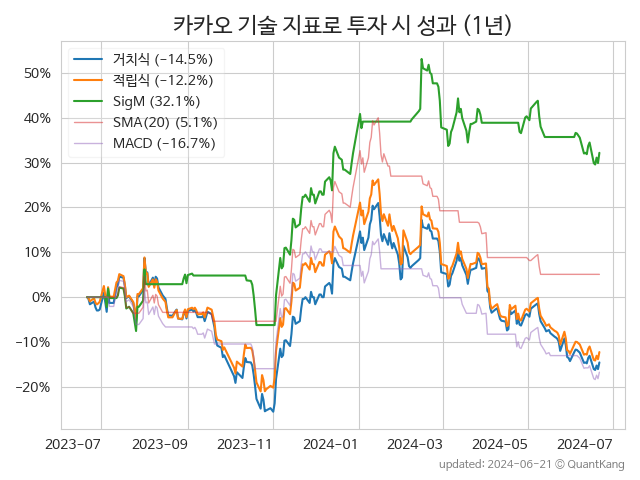 카카오 기술 지표로 투자 시 성과 (1년)
거치식 (−14.5%)
적립식 (−12.2%)
SigM (32.1%)
SMA(20) (5.1%)
MACD (−16.7%)
50%
40%
30%
20%
10%
0%
−10%
−20%
2023-07 2023-09 2023-11 2024-01 2024-03 2024-05 2024-07
updated: 2024-06-21 © QuantKang